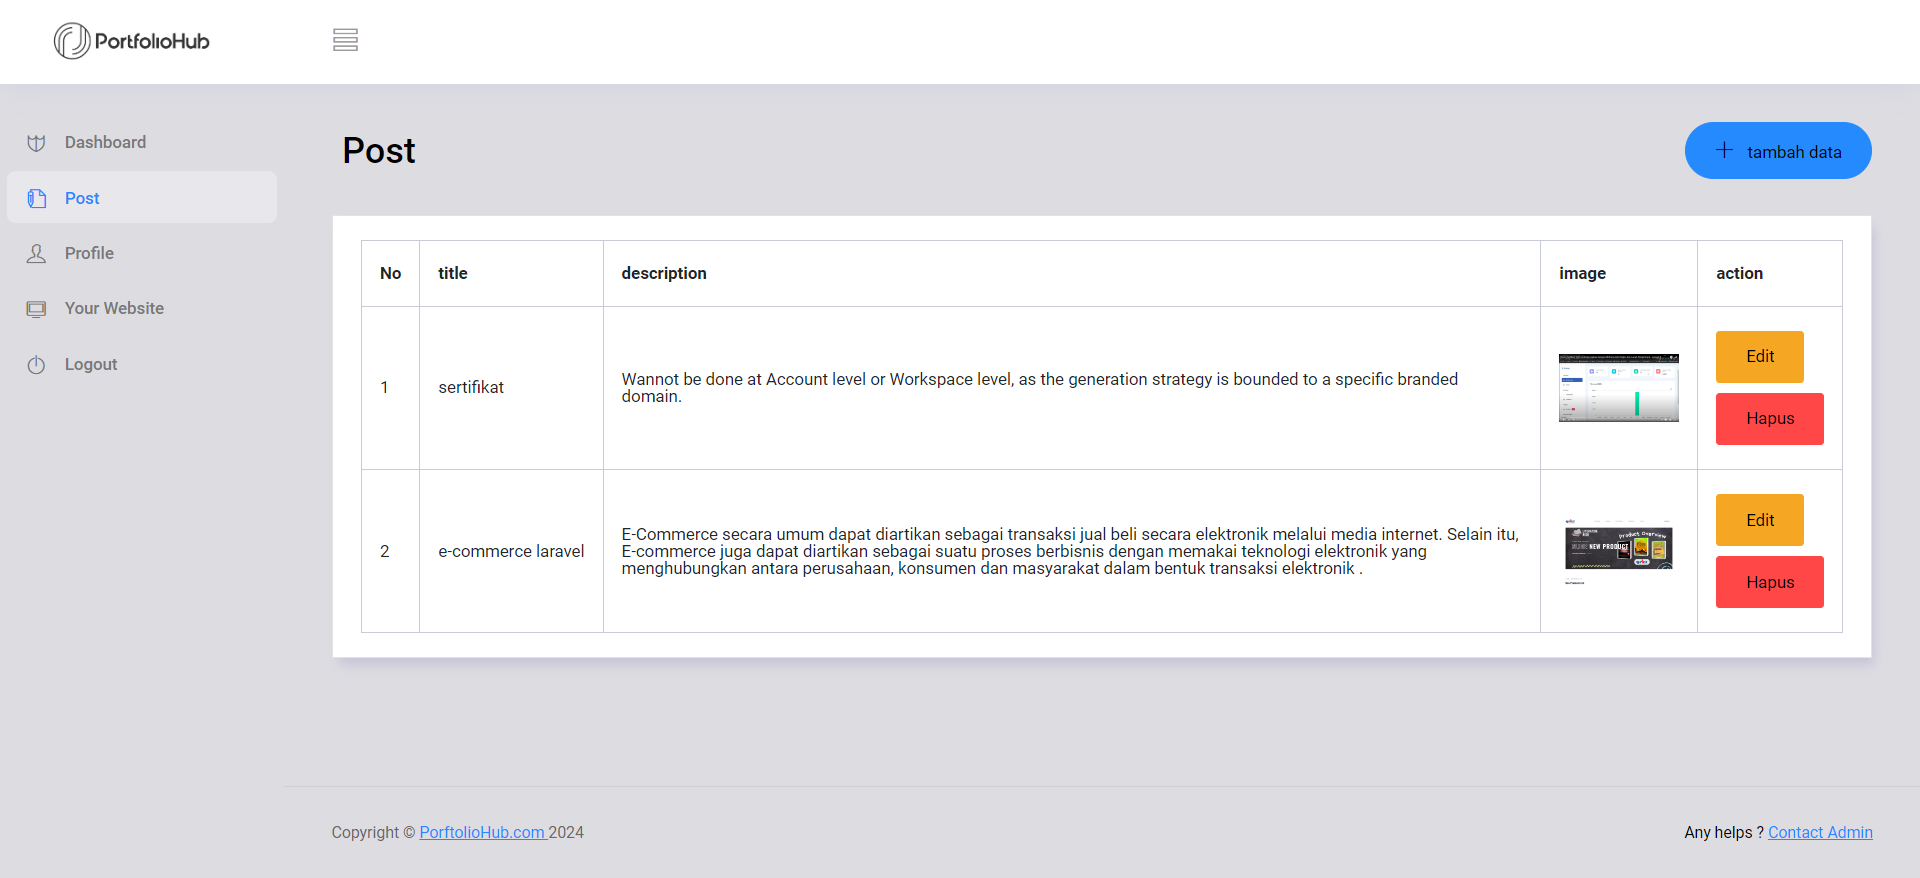 PortfolioHub
Dashboard
Post
Profile
Your Website
Logout
Post
tambah data
No title description image action
1 sertifikat Wannot be done at Account level or Workspace level, as the generation strategy is bounded to a specific branded
domain.
Edit
Hapus
2 e-commerce laravel E-Commerce secara umum dapat diartikan sebagai transaksi jual beli secara elektronik melalui media internet. Selain itu,
E-commerce juga dapat diartikan sebagai suatu proses berbisnis dengan memakai teknologi elektronik yang
menghubungkan antara perusahaan, konsumen dan masyarakat dalam bentuk transaksi elektronik .
Product Overview
NEW PRODUCT
Edit
Hapus
Copyright © PorftolioHub.com 2024
Any helps ? Contact Admin